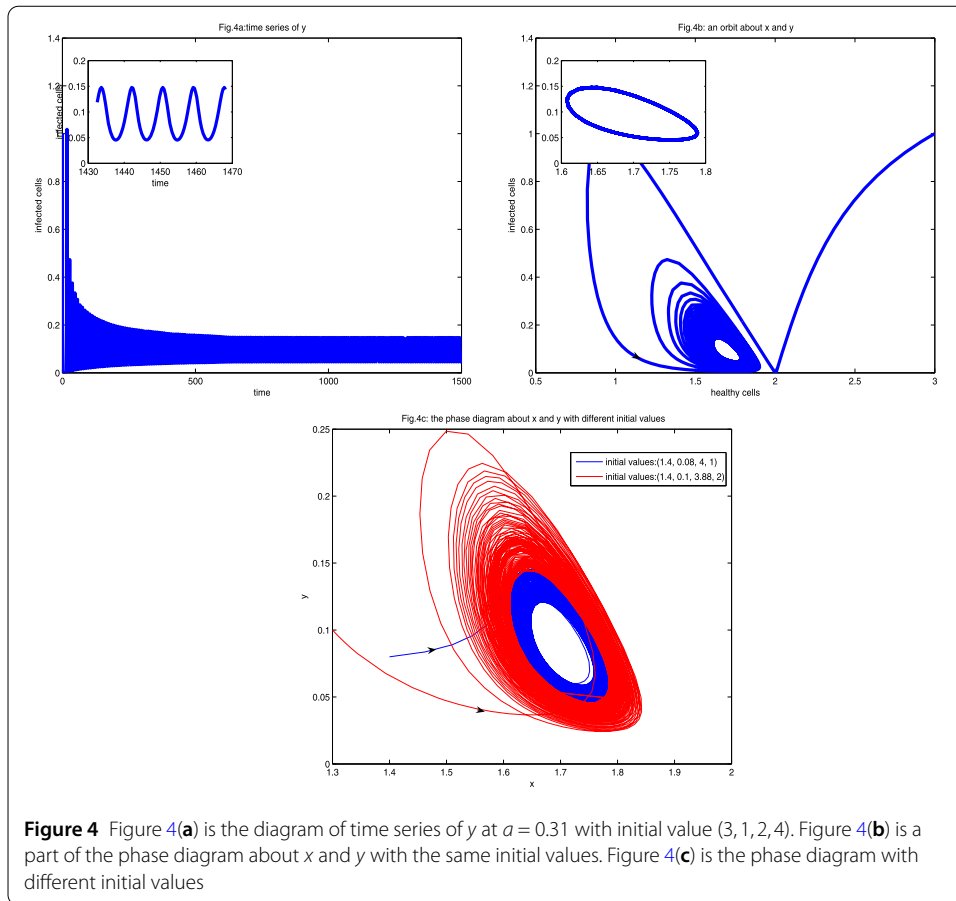 Fig.4a:time series of y
1.4
1.2
1
0.8
0.6
0.4
0.2
0
infected cells
0 500 1000 1500
time
0.2
0.15
0.1
0.05
0
infected cells
1430 1440 1450 1460 1470
time
Fig.4b: an orbit about x and y
1.4
1.2
1
0.8
0.6
0.4
0.2
0
infected cells
0.5 1 1.5 2 2.5 3
healthy cells
0.2
0.15
0.1
0.05
0
1.6 1.65 1.7 1.75 1.8
Fig.4c: the phase diagram about x and y with different initial values
0.25
0.2
0.15
0.1
0.05
0
y
1.3 1.4 1.5 1.6 1.7 1.8 1.9 2
x
initial values:(1.4, 0.08, 4, 1)
initial values:(1.4, 0.1, 3.88, 2)
Figure 4 Figure 4(a) is the diagram of time series of y at a = 0.31 with initial value (3, 1, 2, 4). Figure 4(b) is a
part of the phase diagram about x and y with the same initial values. Figure 4(c) is the phase diagram with
different initial values